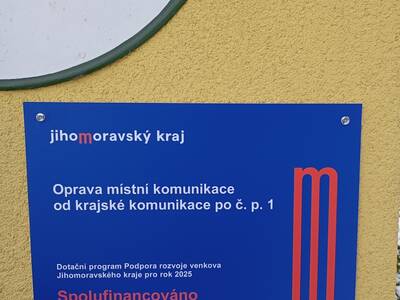 jihomoravský kraj
Oprava místní komunikace
od krajské komunikace po č. p. 1
Dotační program Podpora rozvoje venkova
Jihomoravského kraje pro rok 2025
Spolufinancováno